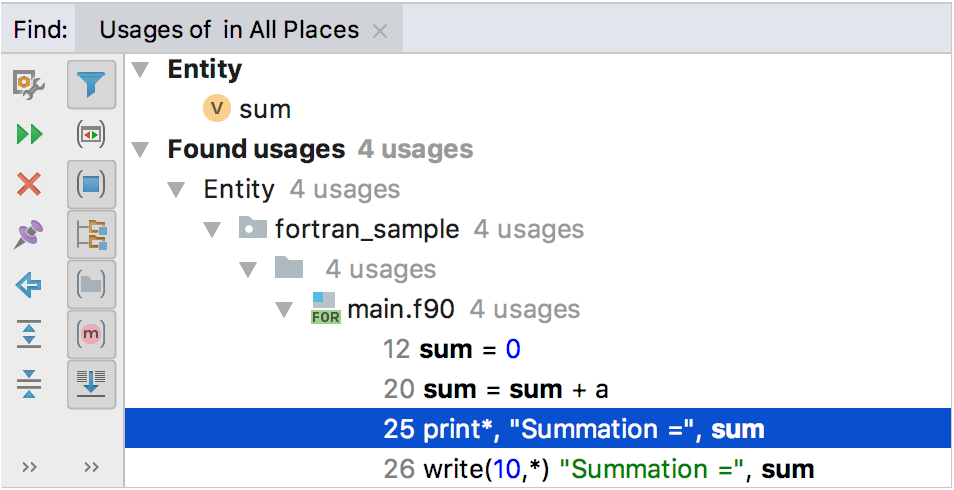 Find: Usages of in All Places ×
Entity
V sum
Found usages 4 usages
Entity 4 usages
fortran_sample 4 usages
4 usages
FOR main.f90 4 usages
12 sum = 0
20 sum = sum + a
25 print*, "Summation =", sum
26 write(10,*) "Summation =", sum
m
>> >>